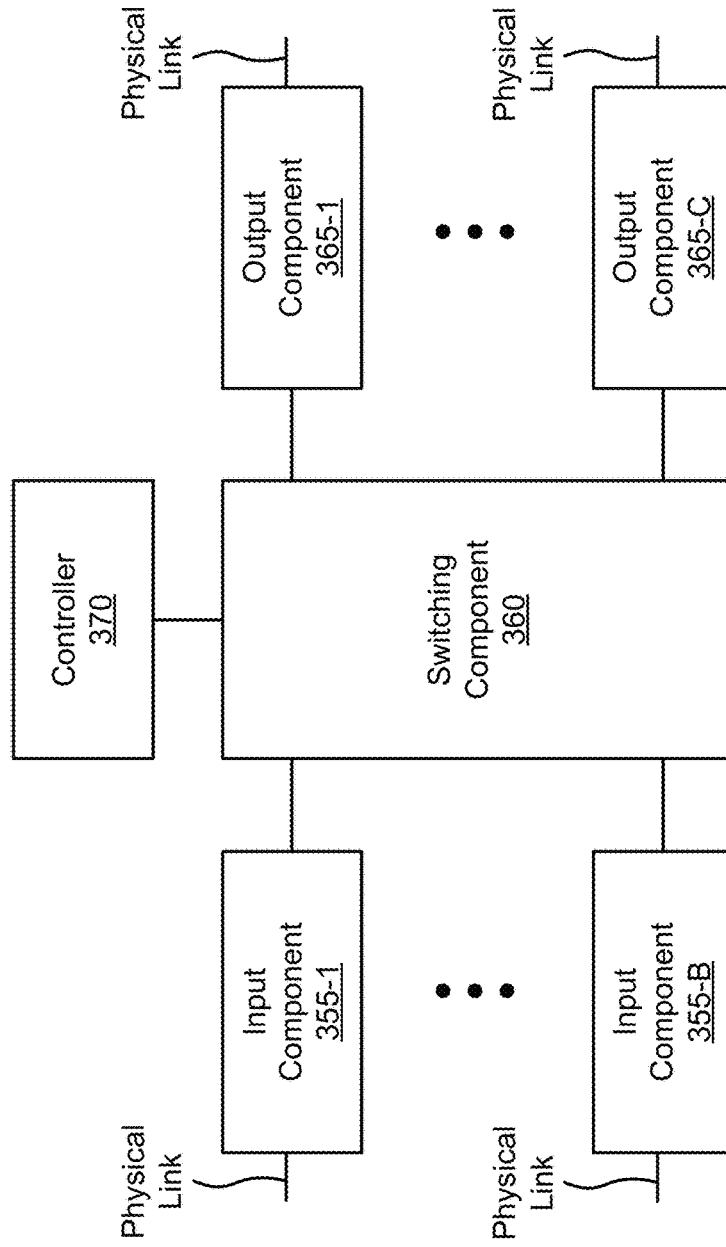 Controller
370
Physical
Link
Input
Component
355-1
Switching
Component
360
Output
Component
365-1
Physical
Link
Physical
Link
Input
Component
355-B
Output
Component
365-C
Physical
Link